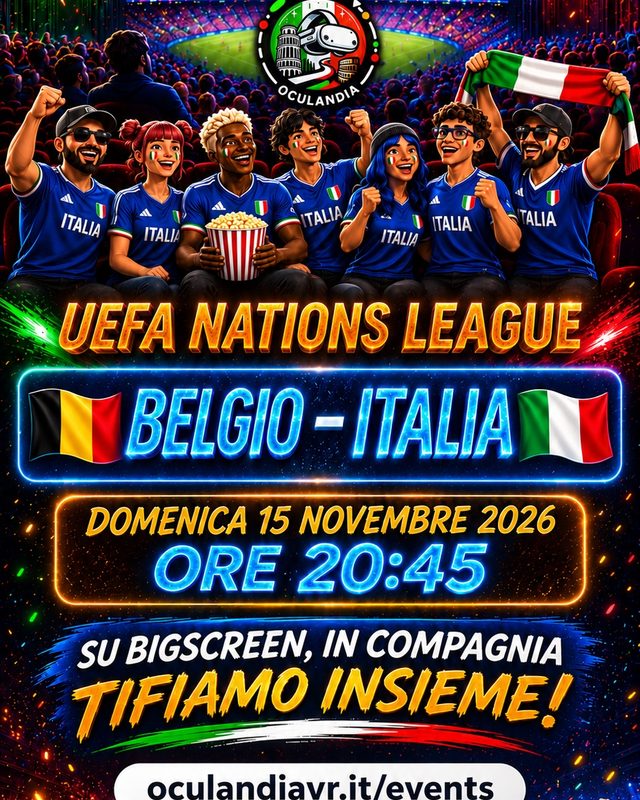 OCULANDIA
ITALIA
ITALIA
ITALIA
ITALIA
ITALIA
ITALIA
ITALIA
UEFA NATIONS LEAGUE
BELGIO - ITALIA
DOMENICA 15 NOVEMBRE 2026
ORE 20:45
SU BIGSCREEN, IN COMPAGNIA
TIFIAMO INSIEME!
oculandiavr.it/events